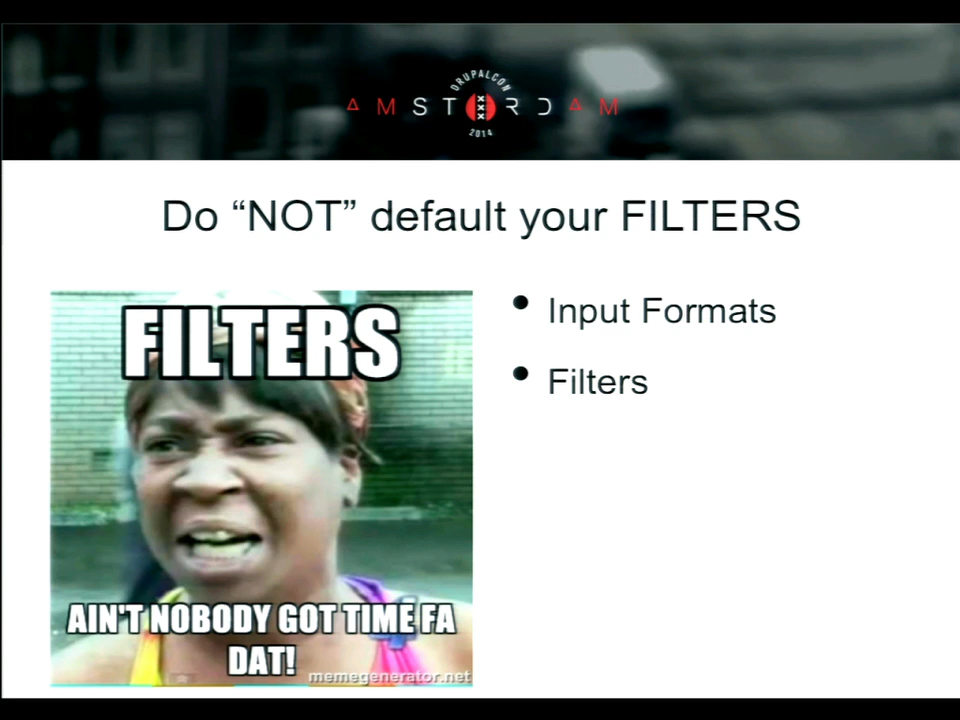 DRUPALCON
AMSTERDAM
2014
Do “NOT” default your FILTERS
FILTERS
AIN'T NOBODY GOT TIME FA
DAT!
memegenerator.net
• Input Formats
• Filters